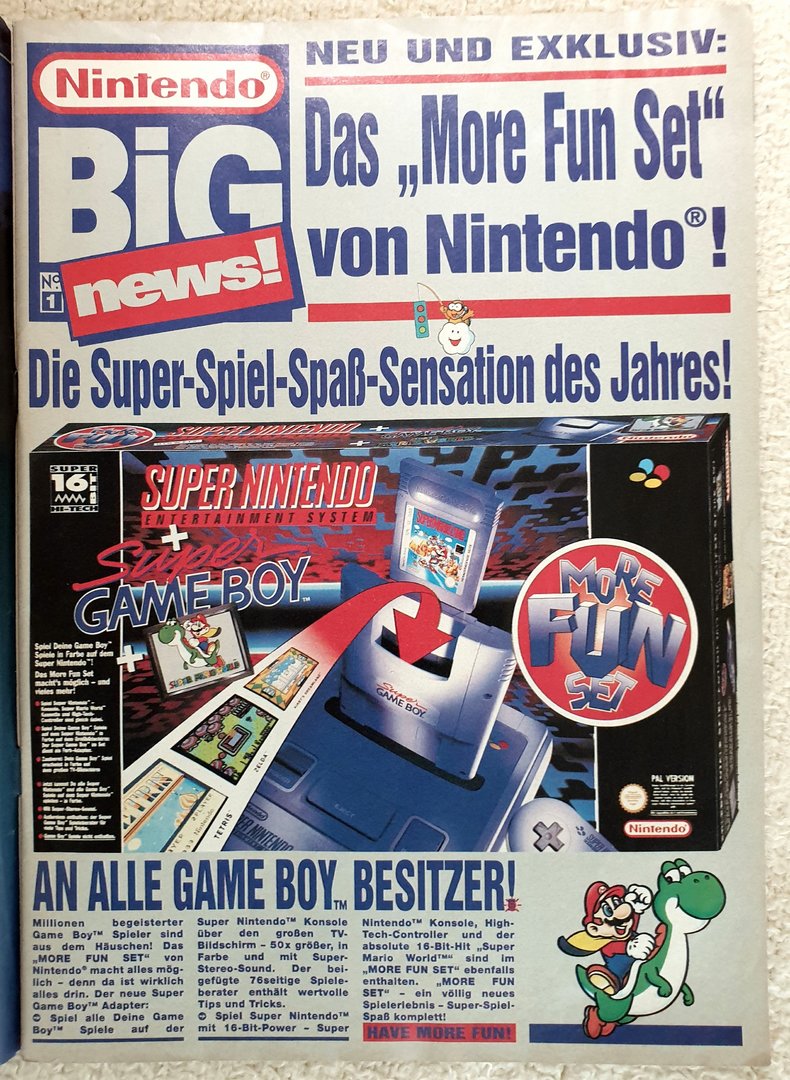 Nintendo®
BiG
news!
Nº
1
NEU UND EXKLUSIV:
Das „More Fun Set“
von Nintendo®!
Die Super-Spiel-Spaß-Sensation des Jahres!
SUPER NINTENDO
Nintendo
SUPER
16 BIT
HI-TECH
SUPER NINTENDO
ENTERTAINMENT SYSTEM
+
Super
GAME BOY™
+
SUPER MARIO WORLD
Spiel Deine Game Boy™
Spiele in Farbe auf dem
Super Nintendo™!
Das More Fun Set
macht's möglich – und
vieles mehr!
Super
GAME BOY
ZELDA
TETRIS
MORE
FUN
SET
PAL VERSION
Nintendo
AN ALLE GAME BOY™ BESITZER!
Millionen begeisterter
Game Boy™ Spieler sind
aus dem Häuschen! Das
„MORE FUN SET“ von
Nintendo® macht alles mög-
lich – denn da ist wirklich
alles drin. Der neue Super
Game Boy™ Adapter:
➲ Spiel alle Deine Game
Boy™ Spiele auf der
Super Nintendo™ Konsole
über den großen TV-
Bildschirm – 50x größer, in
Farbe und mit Super-
Stereo-Sound. Der bei-
gefügte 76seitige Spiele-
berater enthält wertvolle
Tips und Tricks.
➲ Spiel Super Nintendo™
mit 16-Bit-Power – Super
Nintendo™ Konsole, High-
Tech-Controller und der
absolute 16-Bit-Hit „Super
Mario World™“ sind im
„MORE FUN SET“ ebenfalls
enthalten. „MORE FUN
SET“ – ein völlig neues
Spielerlebnis – Super-Spiel-
Spaß komplett!
HAVE MORE FUN!